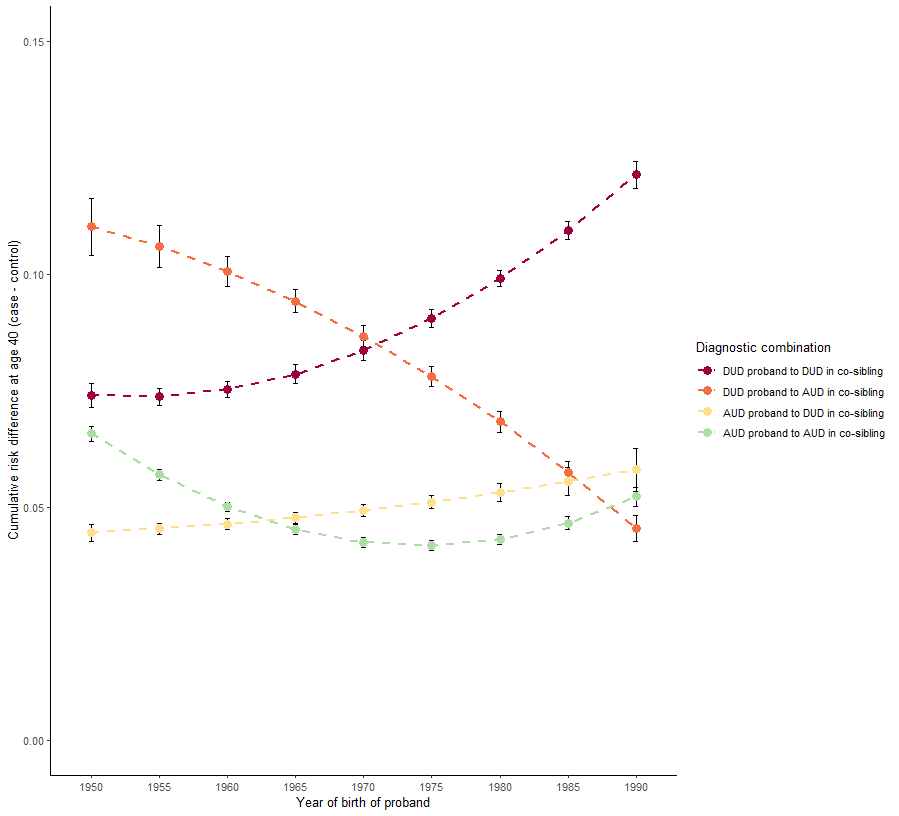 0.15
0.10
0.05
0.00
Cumulative risk difference at age 40 (case - control)
1950 1955 1960 1965 1970 1975 1980 1985 1990
Year of birth of proband
Diagnostic combination
DUD proband to DUD in co-sibling
DUD proband to AUD in co-sibling
AUD proband to DUD in co-sibling
AUD proband to AUD in co-sibling